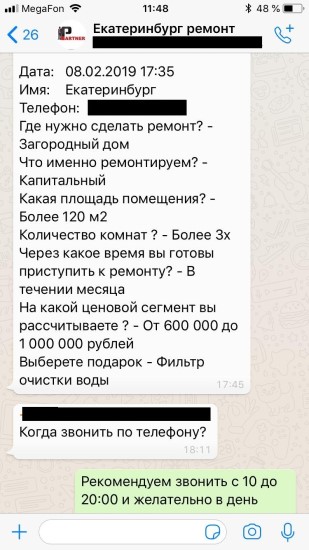 MegaFon 11:48 48 %
26 PARTNER Екатеринбург ремонт
Дата: 08.02.2019 17:35
Имя: Екатеринбург
Телефон:
Где нужно сделать ремонт? -
Загородный дом
Что именно ремонтируем? -
Капитальный
Какая площадь помещения? -
Более 120 м2
Количество комнат ? - Более 3х
Через какое время вы готовы
приступить к ремонту? - В
течении месяца
На какой ценовой сегмент вы
рассчитываете ? - От 600 000 до
1 000 000 рублей
Выберете подарок - Фильтр
очистки воды
17:45
Когда звонить по телефону?
18:11
Рекомендуем звонить с 10 до
20:00 и желательно в день